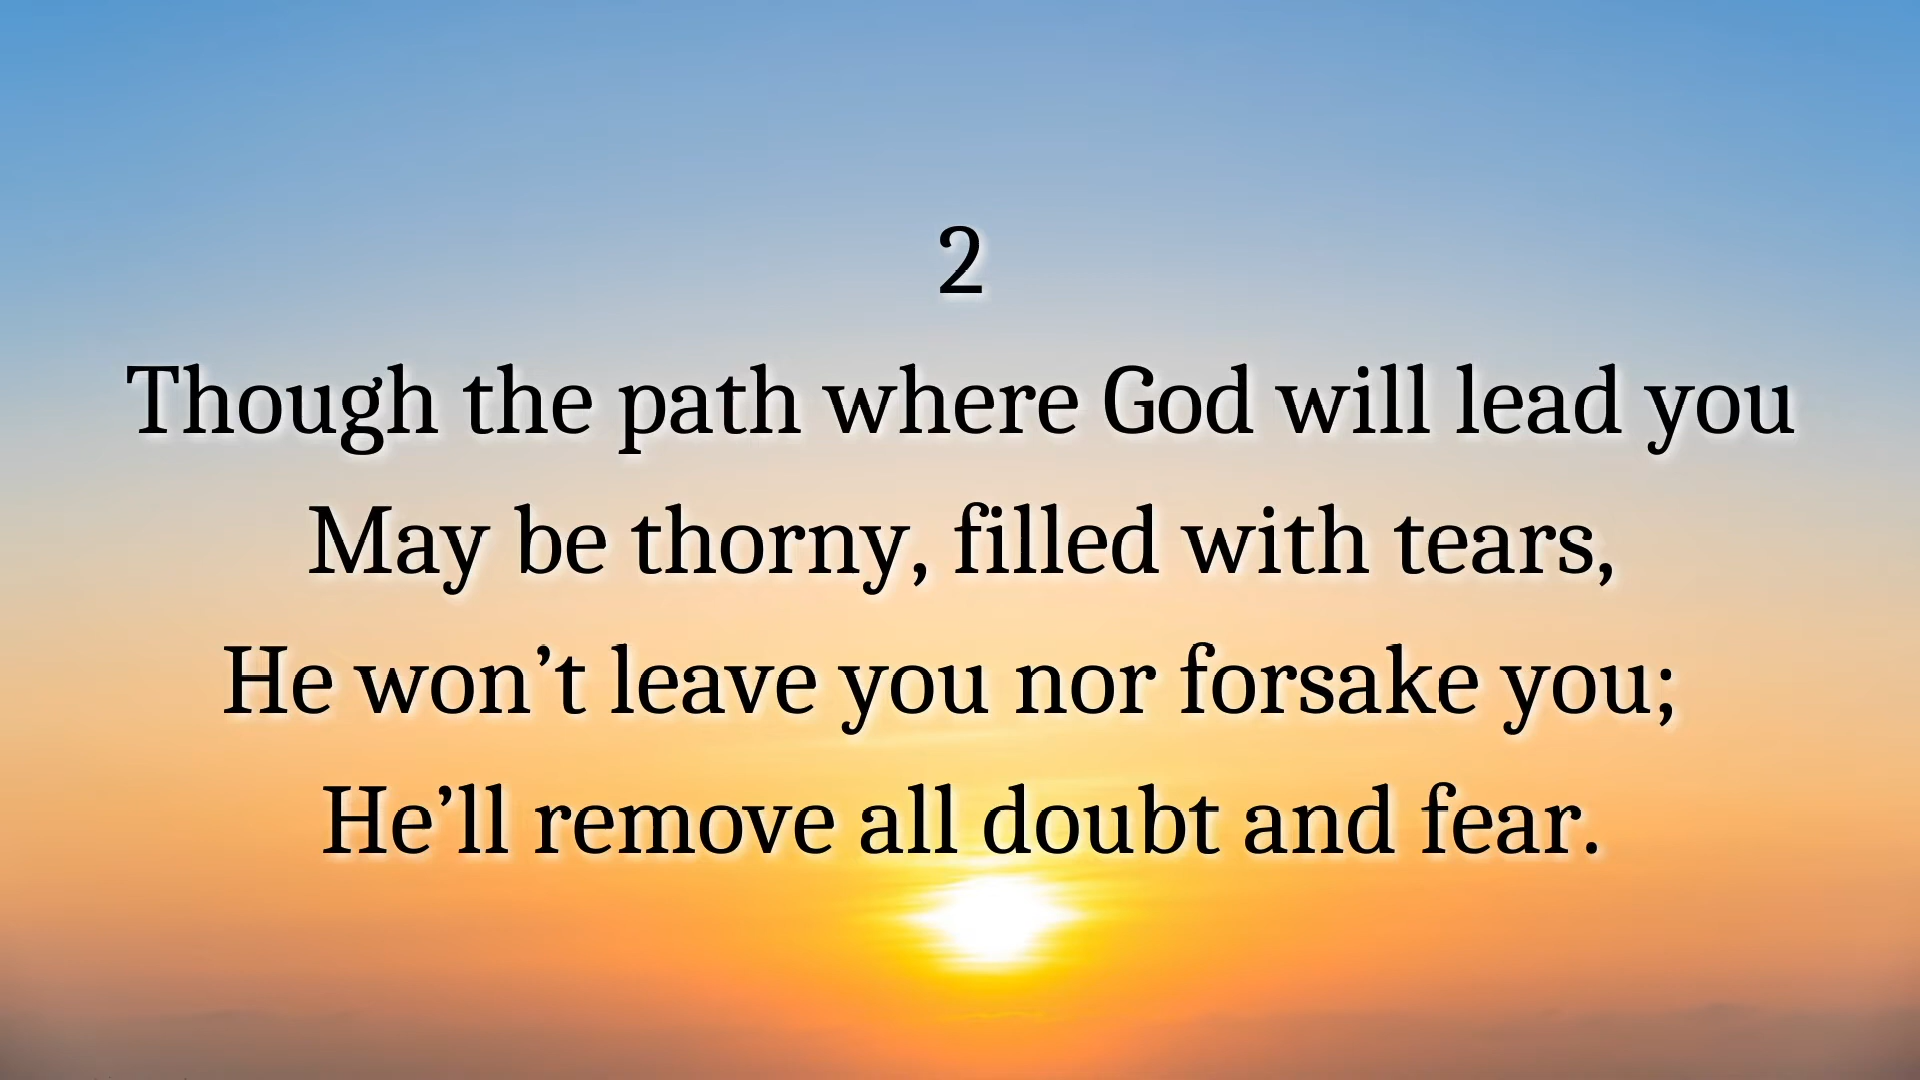 2
Though the path where God will lead you
May be thorny, filled with tears,
He won’t leave you nor forsake you;
He’ll remove all doubt and fear.